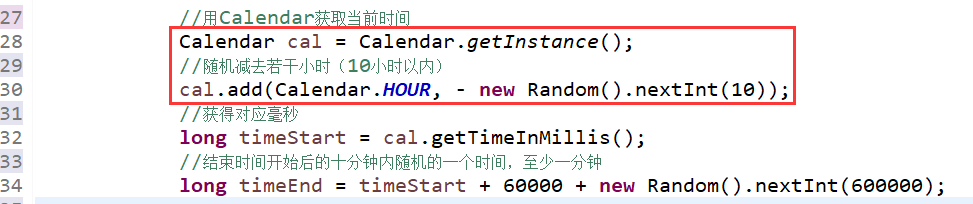 27 //用Calendar获取当前时间
28 Calendar cal = Calendar.getInstance();
29 //随机减去若干小时（10小时以内）
30 cal.add(Calendar.HOUR, - new Random().nextInt(10));
31 //获得对应毫秒
32 long timeStart = cal.getTimeInMillis();
33 //结束时间开始后的十分钟内随机的一个时间，至少一分钟
34 long timeEnd = timeStart + 60000 + new Random().nextInt(600000);